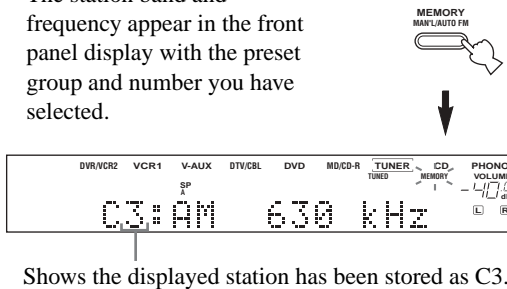 The station band and
frequency appear in the front
panel display with the preset
group and number you have
selected.
MEMORY
MAN'L/AUTO FM
DVR/VCR2 VCR1 V-AUX DTV/CBL DVD MD/CD-R TUNER CD PHONO
TUNED MEMORY VOLUME
SP
A
C3:AM 630 kHz
L R
Shows the displayed station has been stored as C3.